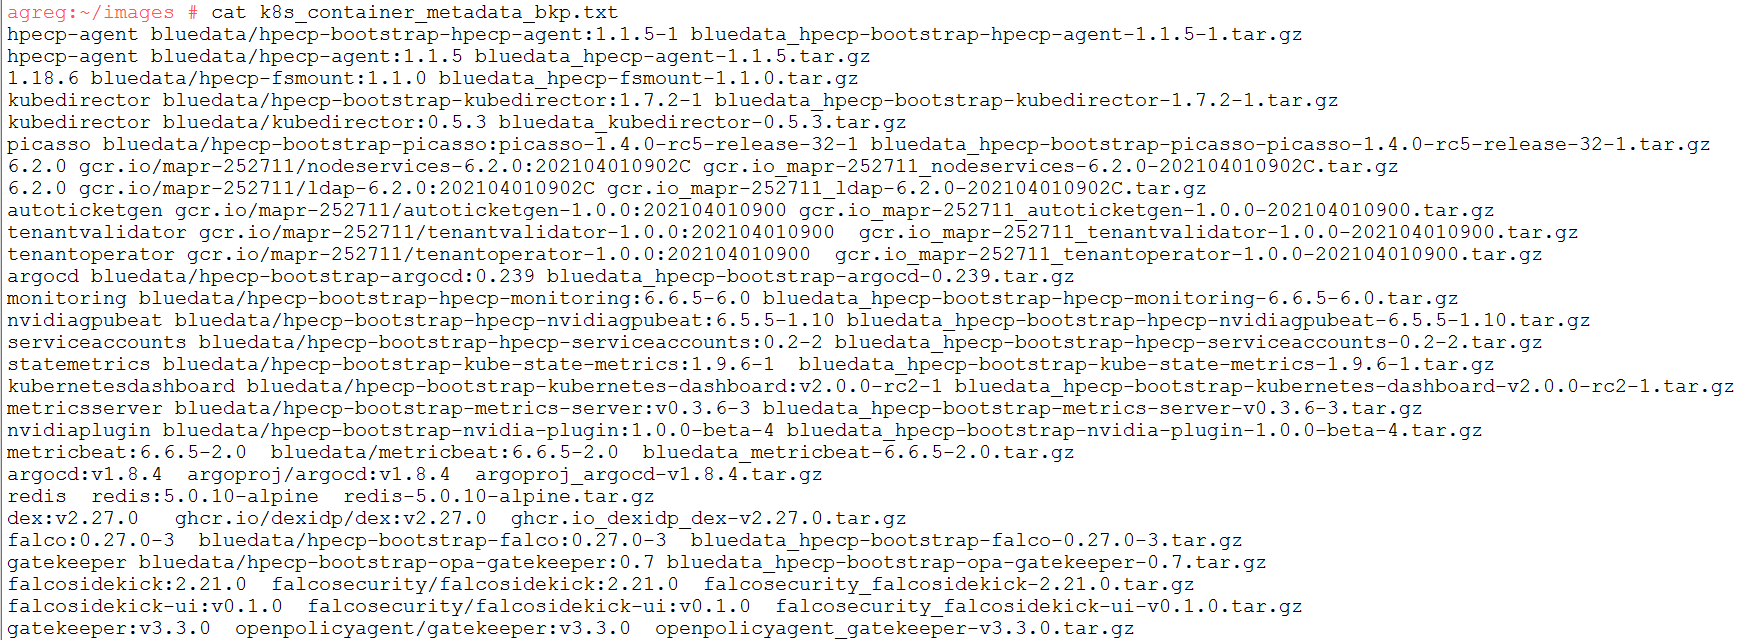 agreg:~/images # cat k8s_container_metadata_bkp.txt
hpecp-agent bluedata/hpecp-bootstrap-hpecp-agent:1.1.5-1 bluedata_hpecp-bootstrap-hpecp-agent-1.1.5-1.tar.gz
hpecp-agent bluedata/hpecp-agent:1.1.5 bluedata_hpecp-agent-1.1.5.tar.gz
1.18.6 bluedata/hpecp-fsmount:1.1.0 bluedata_hpecp-fsmount-1.1.0.tar.gz
kubedirector bluedata/hpecp-bootstrap-kubedirector:1.7.2-1 bluedata_hpecp-bootstrap-kubedirector-1.7.2-1.tar.gz
kubedirector bluedata/kubedirector:0.5.3 bluedata_kubedirector-0.5.3.tar.gz
picasso bluedata/hpecp-bootstrap-picasso:picasso-1.4.0-rc5-release-32-1 bluedata_hpecp-bootstrap-picasso-picasso-1.4.0-rc5-release-32-1.tar.gz
6.2.0 gcr.io/mapr-252711/nodeservices-6.2.0:202104010902C gcr.io_mapr-252711_nodeservices-6.2.0-202104010902C.tar.gz
6.2.0 gcr.io/mapr-252711/ldap-6.2.0:202104010902C gcr.io_mapr-252711_ldap-6.2.0-202104010902C.tar.gz
autoticketgen gcr.io/mapr-252711/autoticketgen-1.0.0:202104010900 gcr.io_mapr-252711_autoticketgen-1.0.0-202104010900.tar.gz
tenantvalidator gcr.io/mapr-252711/tenantvalidator-1.0.0:202104010900  gcr.io_mapr-252711_tenantvalidator-1.0.0-202104010900.tar.gz
tenantoperator gcr.io/mapr-252711/tenantoperator-1.0.0:202104010900  gcr.io_mapr-252711_tenantoperator-1.0.0-202104010900.tar.gz
argocd bluedata/hpecp-bootstrap-argocd:0.239 bluedata_hpecp-bootstrap-argocd-0.239.tar.gz
monitoring bluedata/hpecp-bootstrap-hpecp-monitoring:6.6.5-6.0 bluedata_hpecp-bootstrap-hpecp-monitoring-6.6.5-6.0.tar.gz
nvidiagpubeat bluedata/hpecp-bootstrap-hpecp-nvidiagpubeat:6.5.5-1.10 bluedata_hpecp-bootstrap-hpecp-nvidiagpubeat-6.5.5-1.10.tar.gz
serviceaccounts bluedata/hpecp-bootstrap-hpecp-serviceaccounts:0.2-2 bluedata_hpecp-bootstrap-hpecp-serviceaccounts-0.2-2.tar.gz
statemetrics bluedata/hpecp-bootstrap-kube-state-metrics:1.9.6-1  bluedata_hpecp-bootstrap-kube-state-metrics-1.9.6-1.tar.gz
kubernetesdashboard bluedata/hpecp-bootstrap-kubernetes-dashboard:v2.0.0-rc2-1 bluedata_hpecp-bootstrap-kubernetes-dashboard-v2.0.0-rc2-1.tar.gz
metricsserver bluedata/hpecp-bootstrap-metrics-server:v0.3.6-3 bluedata_hpecp-bootstrap-metrics-server-v0.3.6-3.tar.gz
nvidiaplugin bluedata/hpecp-bootstrap-nvidia-plugin:1.0.0-beta-4 bluedata_hpecp-bootstrap-nvidia-plugin-1.0.0-beta-4.tar.gz
metricbeat:6.6.5-2.0  bluedata/metricbeat:6.6.5-2.0  bluedata_metricbeat-6.6.5-2.0.tar.gz
argocd:v1.8.4  argoproj/argocd:v1.8.4  argoproj_argocd-v1.8.4.tar.gz
redis  redis:5.0.10-alpine  redis-5.0.10-alpine.tar.gz
dex:v2.27.0   ghcr.io/dexidp/dex:v2.27.0  ghcr.io_dexidp_dex-v2.27.0.tar.gz
falco:0.27.0-3  bluedata/hpecp-bootstrap-falco:0.27.0-3  bluedata_hpecp-bootstrap-falco-0.27.0-3.tar.gz
gatekeeper bluedata/hpecp-bootstrap-opa-gatekeeper:0.7 bluedata_hpecp-bootstrap-opa-gatekeeper-0.7.tar.gz
falcosidekick:2.21.0  falcosecurity/falcosidekick:2.21.0  falcosecurity_falcosidekick-2.21.0.tar.gz
falcosidekick-ui:v0.1.0  falcosecurity/falcosidekick-ui:v0.1.0  falcosecurity_falcosidekick-ui-v0.1.0.tar.gz
gatekeeper:v3.3.0  openpolicyagent/gatekeeper:v3.3.0  openpolicyagent_gatekeeper-v3.3.0.tar.gz